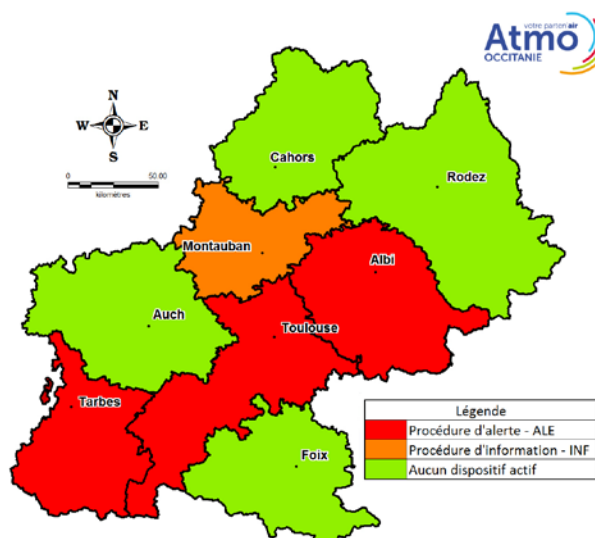 votre parten'air
Atmo
OCCITANIE
N
W E
S
0 50.00
kilomètres
Cahors
Rodez
Montauban
Albi
Auch
Toulouse
Tarbes
Foix
Légende
Procédure d'alerte - ALE
Procédure d'information - INF
Aucun dispositif actif